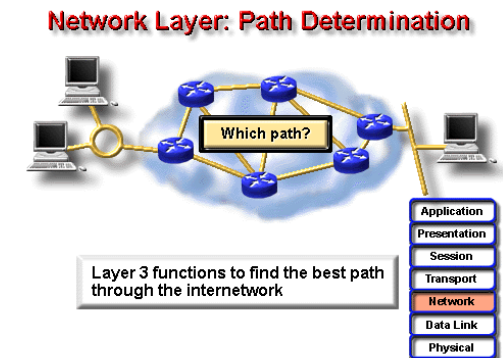 Network Layer: Path Determination
Which path?
Application
Presentation
Session
Transport
Network
Data Link
Physical
Layer 3 functions to find the best path
through the internetwork